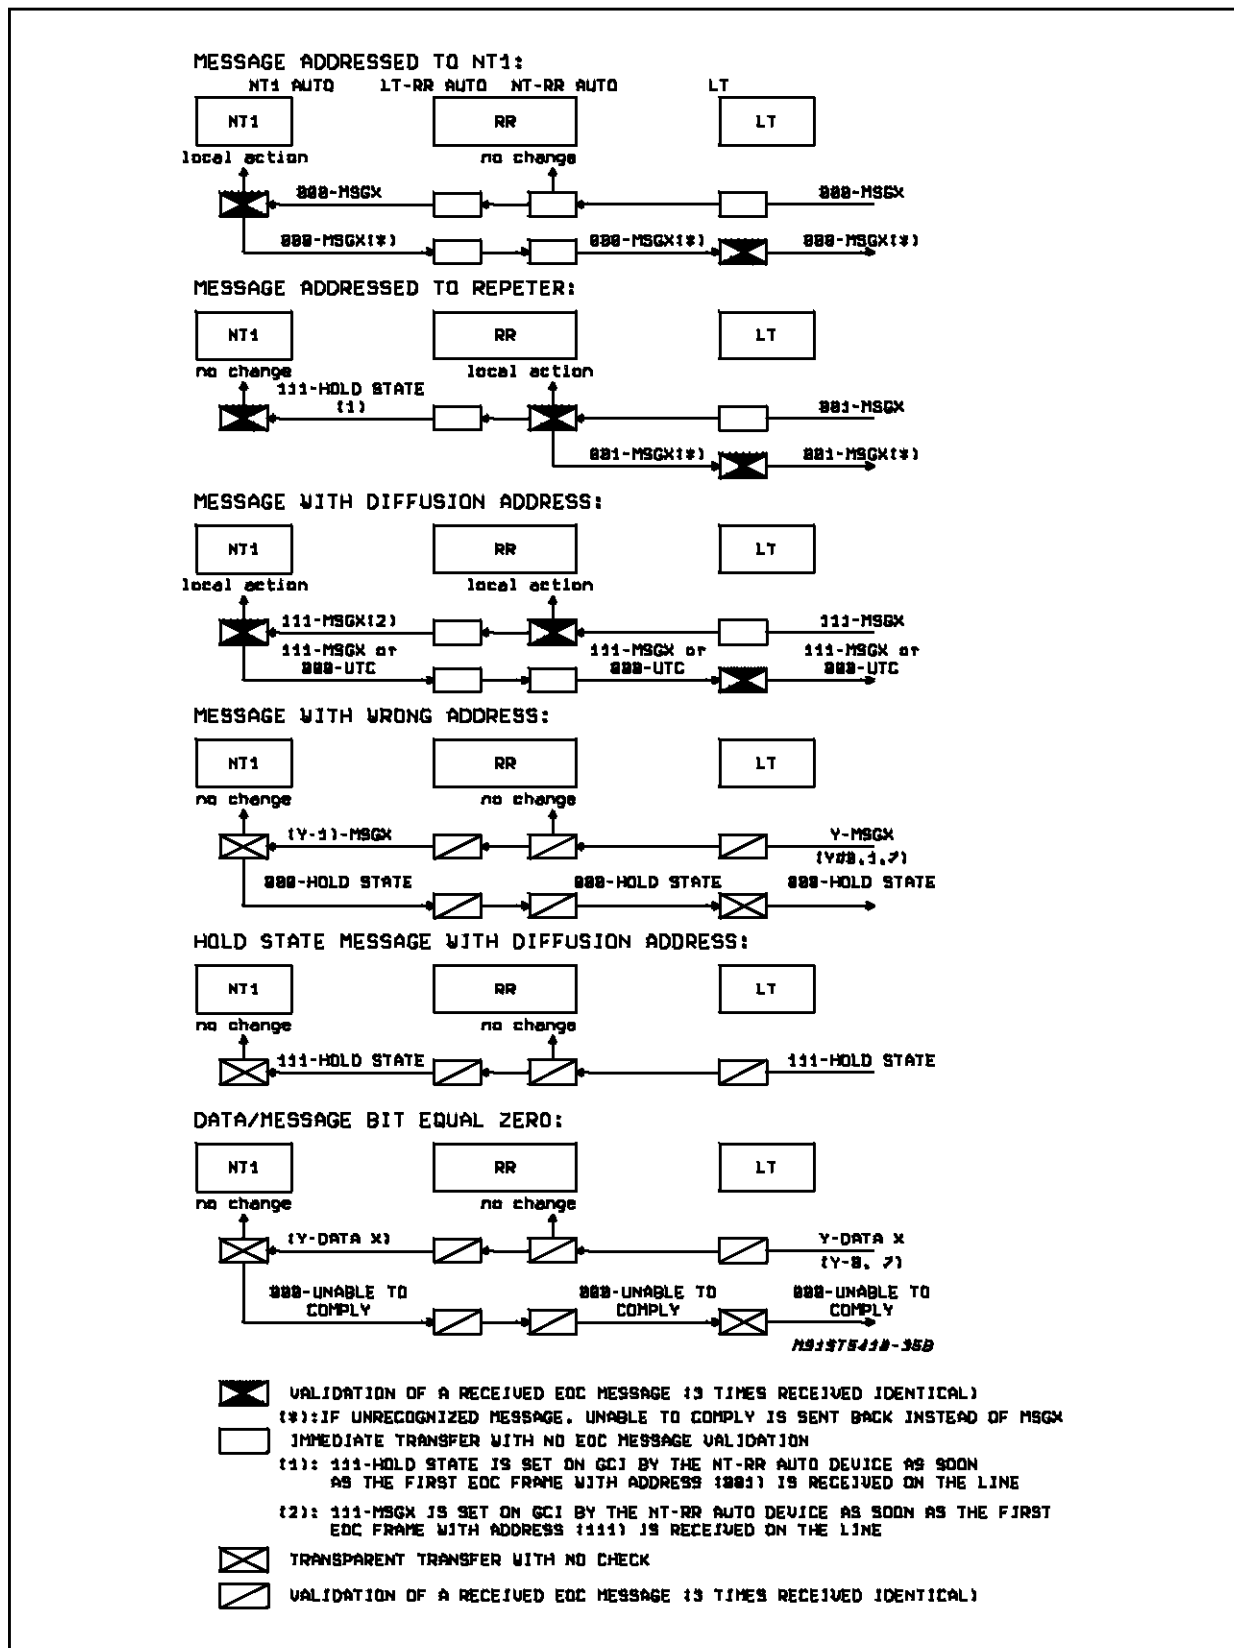 MESSAGE ADDRESSED TO NT1:
NT1 AUTO LT-RR AUTO NT-RR AUTO LT
NT1 RR LT
local action no change
000-MSGX 000-MSGX
000-MSGX(*) 000-MSGX(*) 000-MSGX(*)
MESSAGE ADDRESSED TO REPETER:
NT1 RR LT
no change local action
111-HOLD STATE
(1) 001-MSGX
001-MSGX(*) 001-MSGX(*)
MESSAGE WITH DIFFUSION ADDRESS:
NT1 RR LT
local action local action
111-MSGX(2) 111-MSGX
111-MSGX or 111-MSGX or 111-MSGX or
000-UTC 000-UTC 000-UTC
MESSAGE WITH WRONG ADDRESS:
NT1 RR LT
no change no change
(Y-1)-MSGX Y-MSGX
(Y#0,1,7)
000-HOLD STATE 000-HOLD STATE 000-HOLD STATE
HOLD STATE MESSAGE WITH DIFFUSION ADDRESS:
NT1 RR LT
no change no change
111-HOLD STATE 111-HOLD STATE
DATA/MESSAGE BIT EQUAL ZERO:
NT1 RR LT
no change no change
(Y-DATA X) Y-DATA X
(Y-0, 7)
000-UNABLE TO 000-UNABLE TO 000-UNABLE TO
COMPLY COMPLY COMPLY
M91ST5410-35B
VALIDATION OF A RECEIVED EOC MESSAGE (3 TIMES RECEIVED IDENTICAL)
(*):IF UNRECOGNIZED MESSAGE. UNABLE TO COMPLY IS SENT BACK INSTEAD OF MSGX
IMMEDIATE TRANSFER WITH NO EOC MESSAGE VALIDATION
(1): 111-HOLD STATE IS SET ON GCI BY THE NT-RR AUTO DEVICE AS SOON
AS THE FIRST EOC FRAME WITH ADDRESS (001) IS RECEIVED ON THE LINE
(2): 111-MSGX IS SET ON GCI BY THE NT-RR AUTO DEVICE AS SOON AS THE FIRST
EOC FRAME WITH ADDRESS (111) IS RECEIVED ON THE LINE
TRANSPARENT TRANSFER WITH NO CHECK
VALIDATION OF A RECEIVED EOC MESSAGE (3 TIMES RECEIVED IDENTICAL)